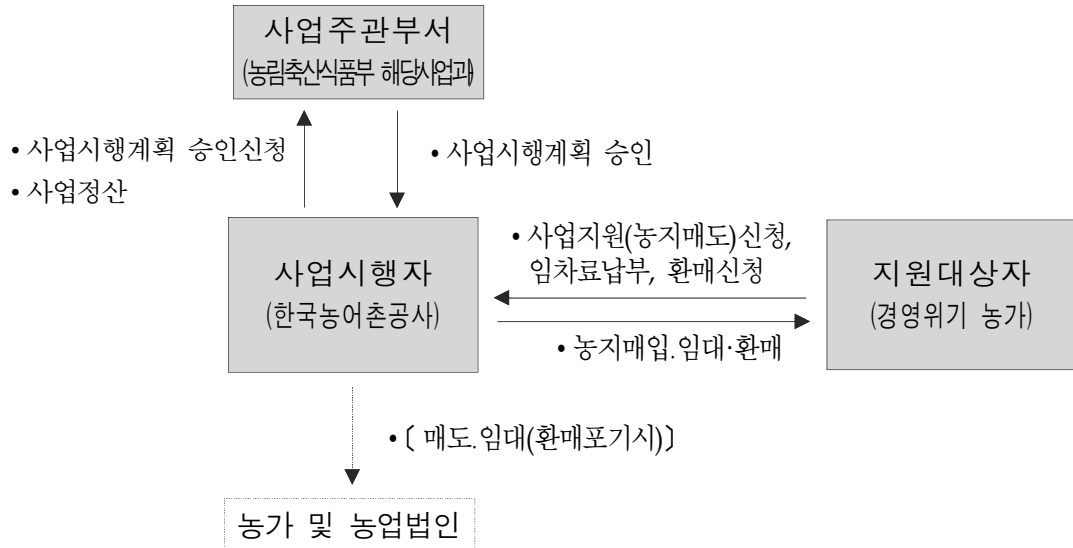 사업주관부서
(농림축산식품부 해당사업과)
• 사업시행계획 승인신청
• 사업정산
• 사업시행계획 승인
사업시행자
(한국농어촌공사)
• 사업지원(농지매도)신청,
임차료납부, 환매신청
• 농지매입.임대·환매
지원대상자
(경영위기 농가)
• 〔 매도.임대(환매포기시)〕
농가 및 농업법인